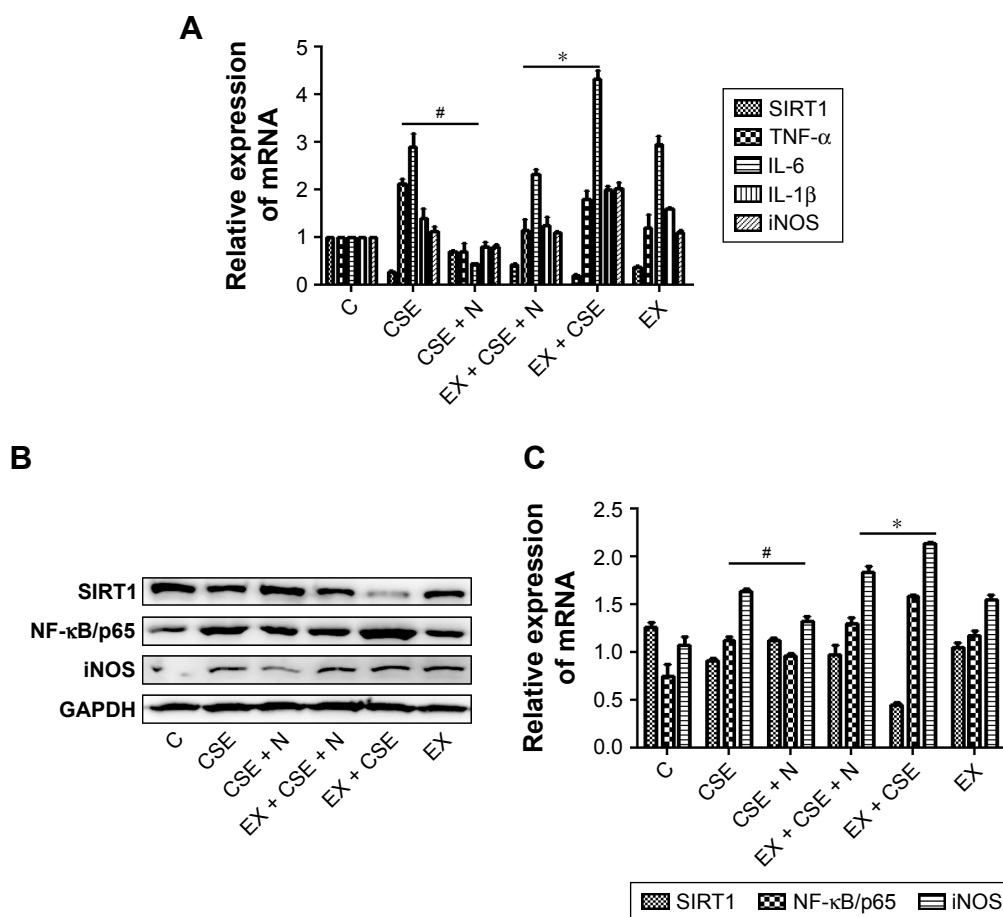 A
Relative expression
of mRNA
5
4
3
2
1
0
#
*
C
CSE
CSE + N
EX + CSE + N
EX + CSE
EX
SIRT1
TNF-α
IL-6
IL-1β
iNOS
B
SIRT1
NF-κB/p65
iNOS
GAPDH
C
CSE
CSE + N
EX + CSE + N
EX + CSE
EX
C
Relative expression
of mRNA
2.5
2.0
1.5
1.0
0.5
0.0
#
*
C
CSE
CSE + N
EX + CSE + N
EX + CSE
EX
SIRT1 NF-κB/p65 iNOS